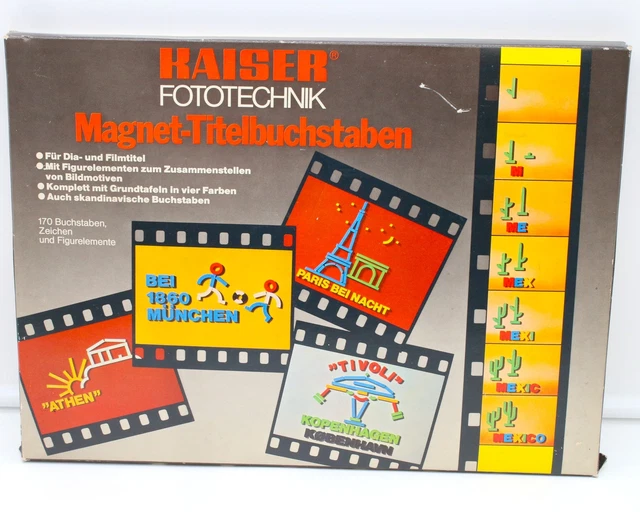 KAISER®
FOTOTECHNIK
Magnet-Titelbuchstaben
● Für Dia- und Filmtitel
● Mit Figurelementen zum Zusammenstellen
von Bildmotiven
● Komplett mit Grundtafeln in vier Farben
● Auch skandinavische Buchstaben
170 Buchstaben,
Zeichen
und Figurelemente
PARIS BEI NACHT
BEI
1860
MÜNCHEN
"ATHEN"
"TIVOLI"
KOPENHAGEN
KØBENHAVN
M
ME
MEX
MEXI
MEXIC
MEXICO